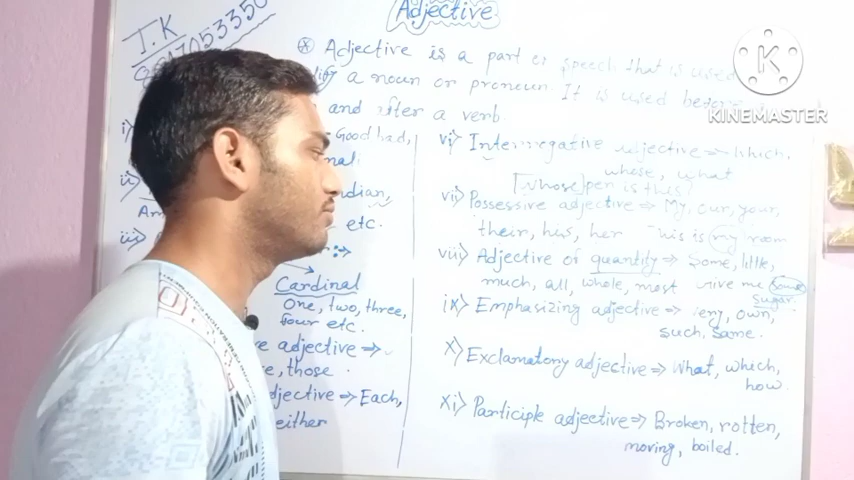 Adjective
T.K
Adjective is a part of speech that is used
a noun or pronoun. It is used before
and after a verb.
i) Good, bad,
ii) Indian,
etc.
iii)
Cardinal
One, two, three,
four etc.
adjective ⇒
those.
Each,
either
vi) Interregative adjective ⇒ Which,
whose, what
[Whose] pen is this?
vii) Possessive adjective ⇒ My, our, your,
their, his, her This is my room
viii) Adjective of quantity ⇒ Some, little,
much, all, whole, most Give me some
sugar.
ix) Emphasizing adjective ⇒ Very, own,
such, same.
x) Exclamatory adjective ⇒ What, which,
how.
xi) Participle adjective ⇒ Broken, rotten,
moving, boiled.
K
KINEMASTER